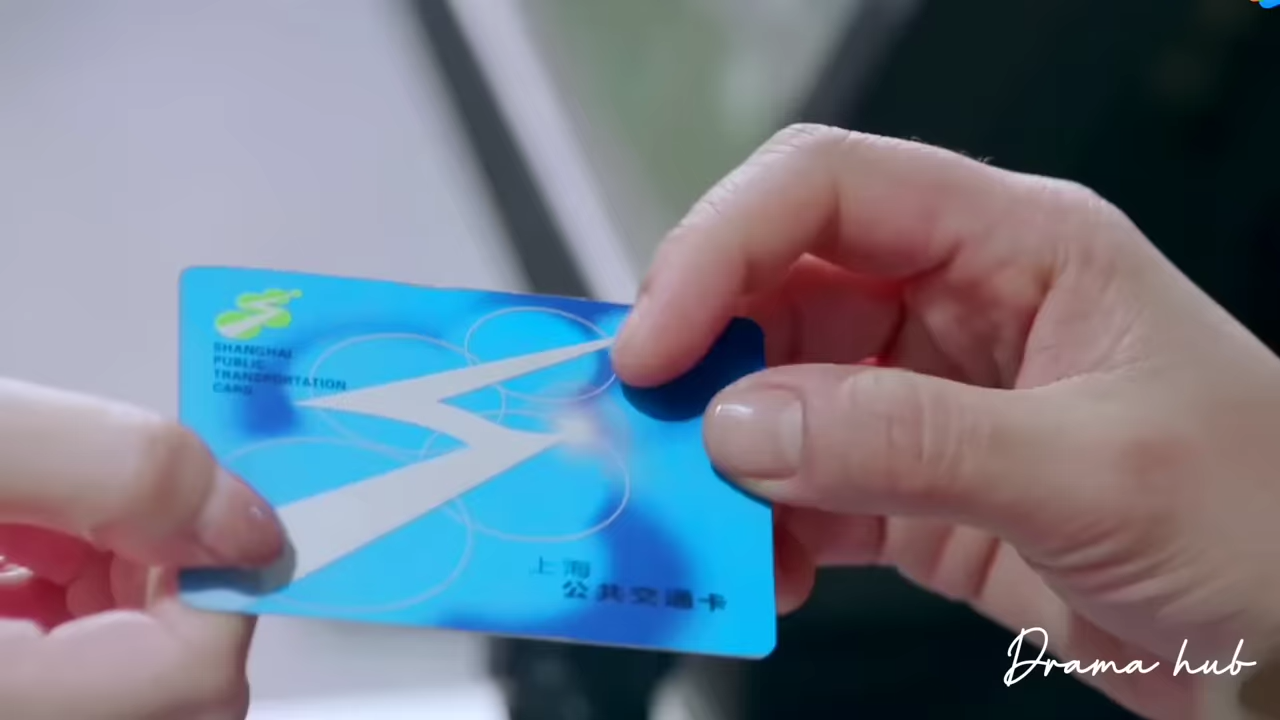 SHANGHAI
PUBLIC
TRANSPORTATION
CARD
上海
公共交通卡
Drama hub